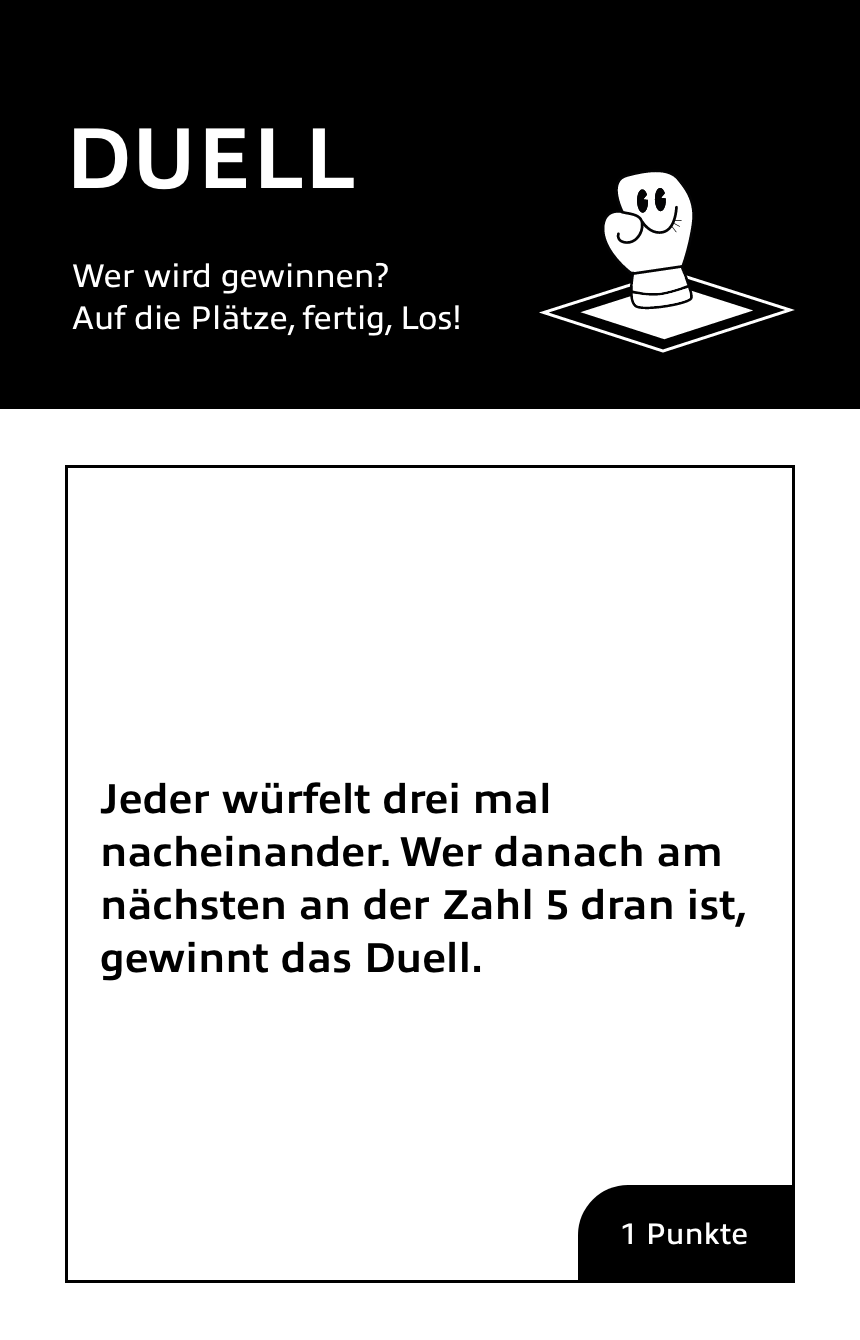 DUELL
Wer wird gewinnen?
Auf die Plätze, fertig, Los!
Jeder würfelt drei mal
nacheinander. Wer danach am
nächsten an der Zahl 5 dran ist,
gewinnt das Duell.
1 Punkte